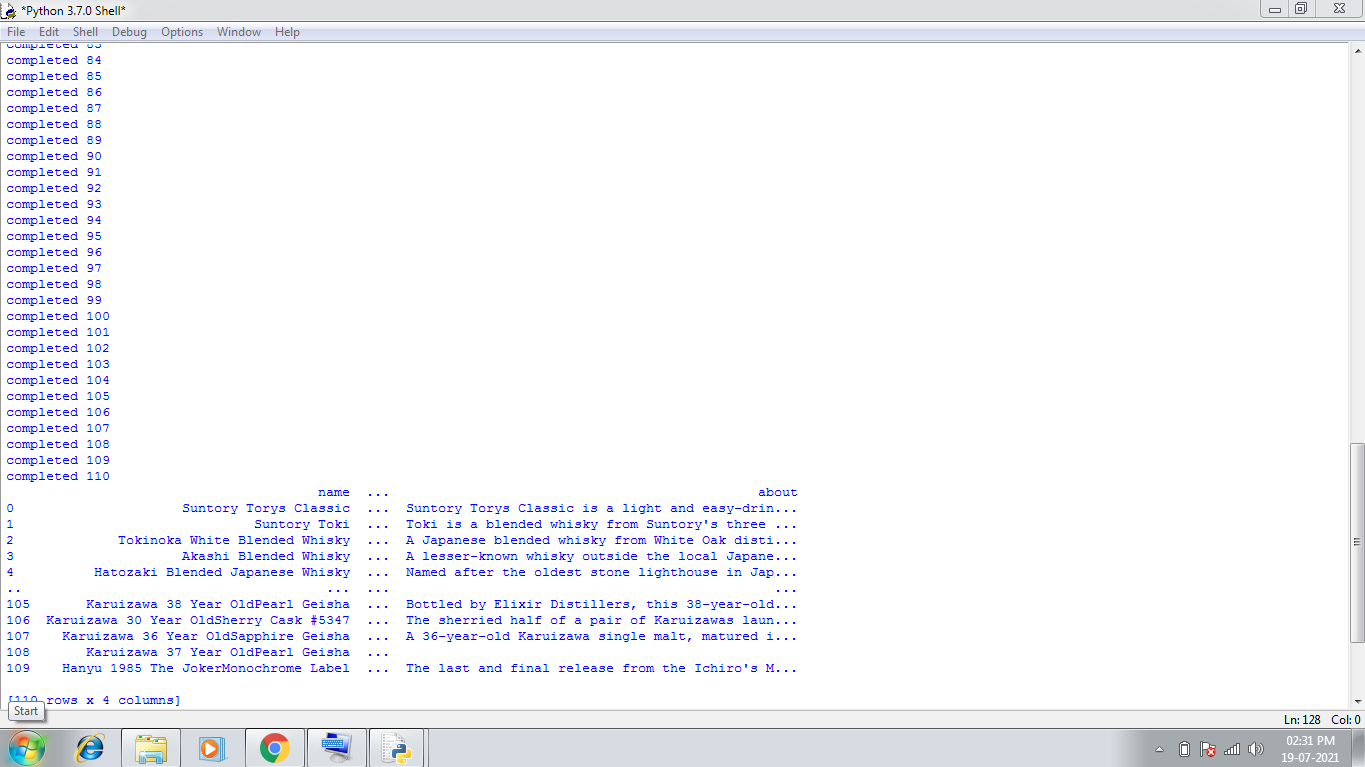 *Python 3.7.0 Shell*
File Edit Shell Debug Options Window Help
completed 83
completed 84
completed 85
completed 86
completed 87
completed 88
completed 89
completed 90
completed 91
completed 92
completed 93
completed 94
completed 95
completed 96
completed 97
completed 98
completed 99
completed 100
completed 101
completed 102
completed 103
completed 104
completed 105
completed 106
completed 107
completed 108
completed 109
completed 110
name ... about
0 Suntory Torys Classic ... Suntory Torys Classic is a light and easy-drin...
1 Suntory Toki ... Toki is a blended whisky from Suntory's three ...
2 Tokinoka White Blended Whisky ... A Japanese blended whisky from White Oak disti...
3 Akashi Blended Whisky ... A lesser-known whisky outside the local Japane...
4 Hatozaki Blended Japanese Whisky ... Named after the oldest stone lighthouse in Jap...
.. ... ... ...
105 Karuizawa 38 Year OldPearl Geisha ... Bottled by Elixir Distillers, this 38-year-old...
106 Karuizawa 30 Year OldSherry Cask #5347 ... The sherried half of a pair of Karuizawas laun...
107 Karuizawa 36 Year OldSapphire Geisha ... A 36-year-old Karuizawa single malt, matured i...
108 Karuizawa 37 Year OldPearl Geisha ...
109 Hanyu 1985 The JokerMonochrome Label ... The last and final release from the Ichiro's M...
[110 rows x 4 columns]
Start
Ln: 128 Col: 0
02:31 PM
19-07-2021